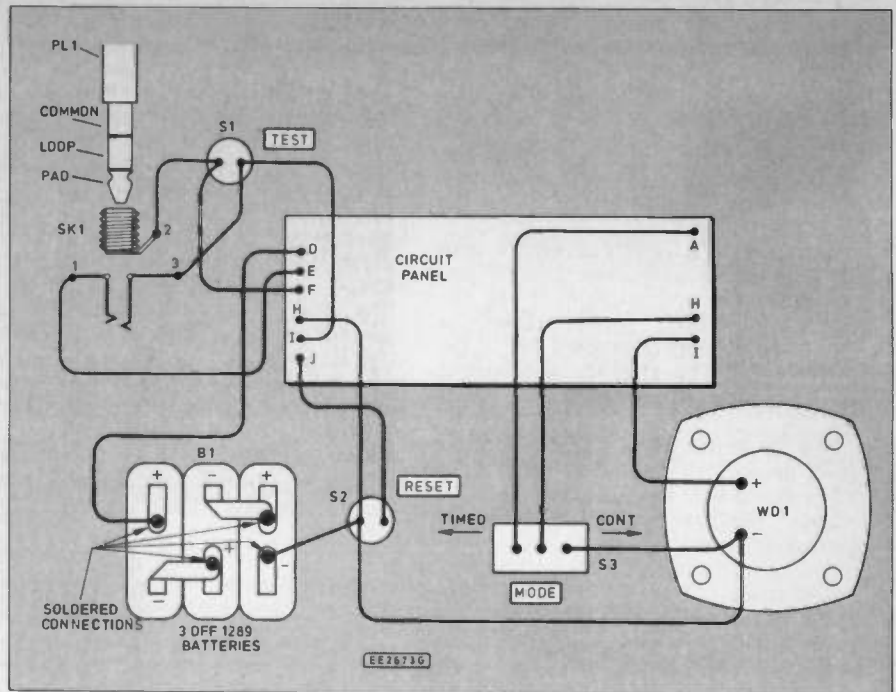 PL1
COMMON
LOOP
PAD
SK1
2
1
3
S1
TEST
CIRCUIT
PANEL
D
E
F
H
I
J
A
H
I
B1
+
-
+
-
+
-
SOLDERED
CONNECTIONS
3 OFF 1289
BATTERIES
S2
RESET
TIMED
CONT
S3
MODE
+
WD1
-
EE2673G